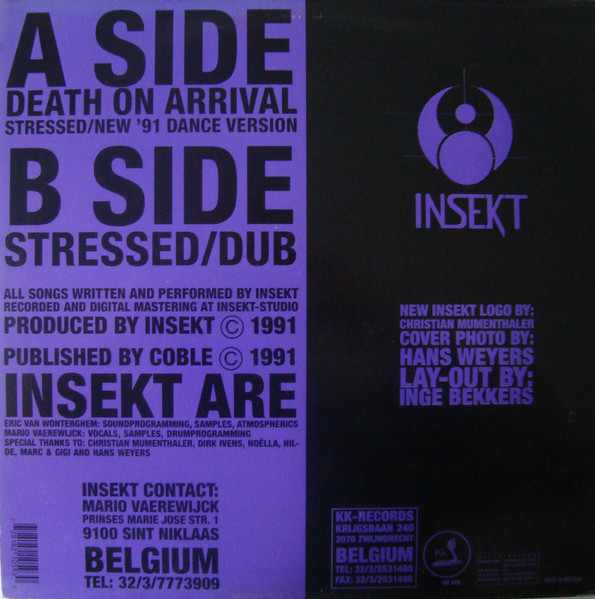 A SIDE
DEATH ON ARRIVAL
STRESSED/NEW '91 DANCE VERSION
B SIDE
STRESSED/DUB
ALL SONGS WRITTEN AND PERFORMED BY INSEKT
RECORDED AND DIGITAL MASTERING AT INSEKT-STUDIO
PRODUCED BY INSEKT © 1991
PUBLISHED BY COBLE © 1991
INSEKT ARE
ERIC VAN WONTERGHEM: SOUNDPROGRAMMING, SAMPLES, ATMOSPHERICS
MARIO VAEREWIJCK: VOCALS, SAMPLES, DRUMPROGRAMMING
SPECIAL THANKS TO: CHRISTIAN MUMENTHALER, DIRK IVENS, NOËLLA, HIL-
DE, MARC & GIGI AND HANS WEYERS
INSEKT CONTACT:
MARIO VAEREWIJCK
PRINSES MARIE JOSE STR. 1
9100 SINT NIKLAAS
BELGIUM
TEL: 32/3/7773909
INSEKT
NEW INSEKT LOGO BY:
CHRISTIAN MUMENTHALER
COVER PHOTO BY:
HANS WEYERS
LAY-OUT BY:
INGE BEKKERS
KK-RECORDS
KRIJGSBAAN 240
2070 ZWIJNDRECHT
BELGIUM
TEL: 32/3/2531480
FAX: 32/3/2531406